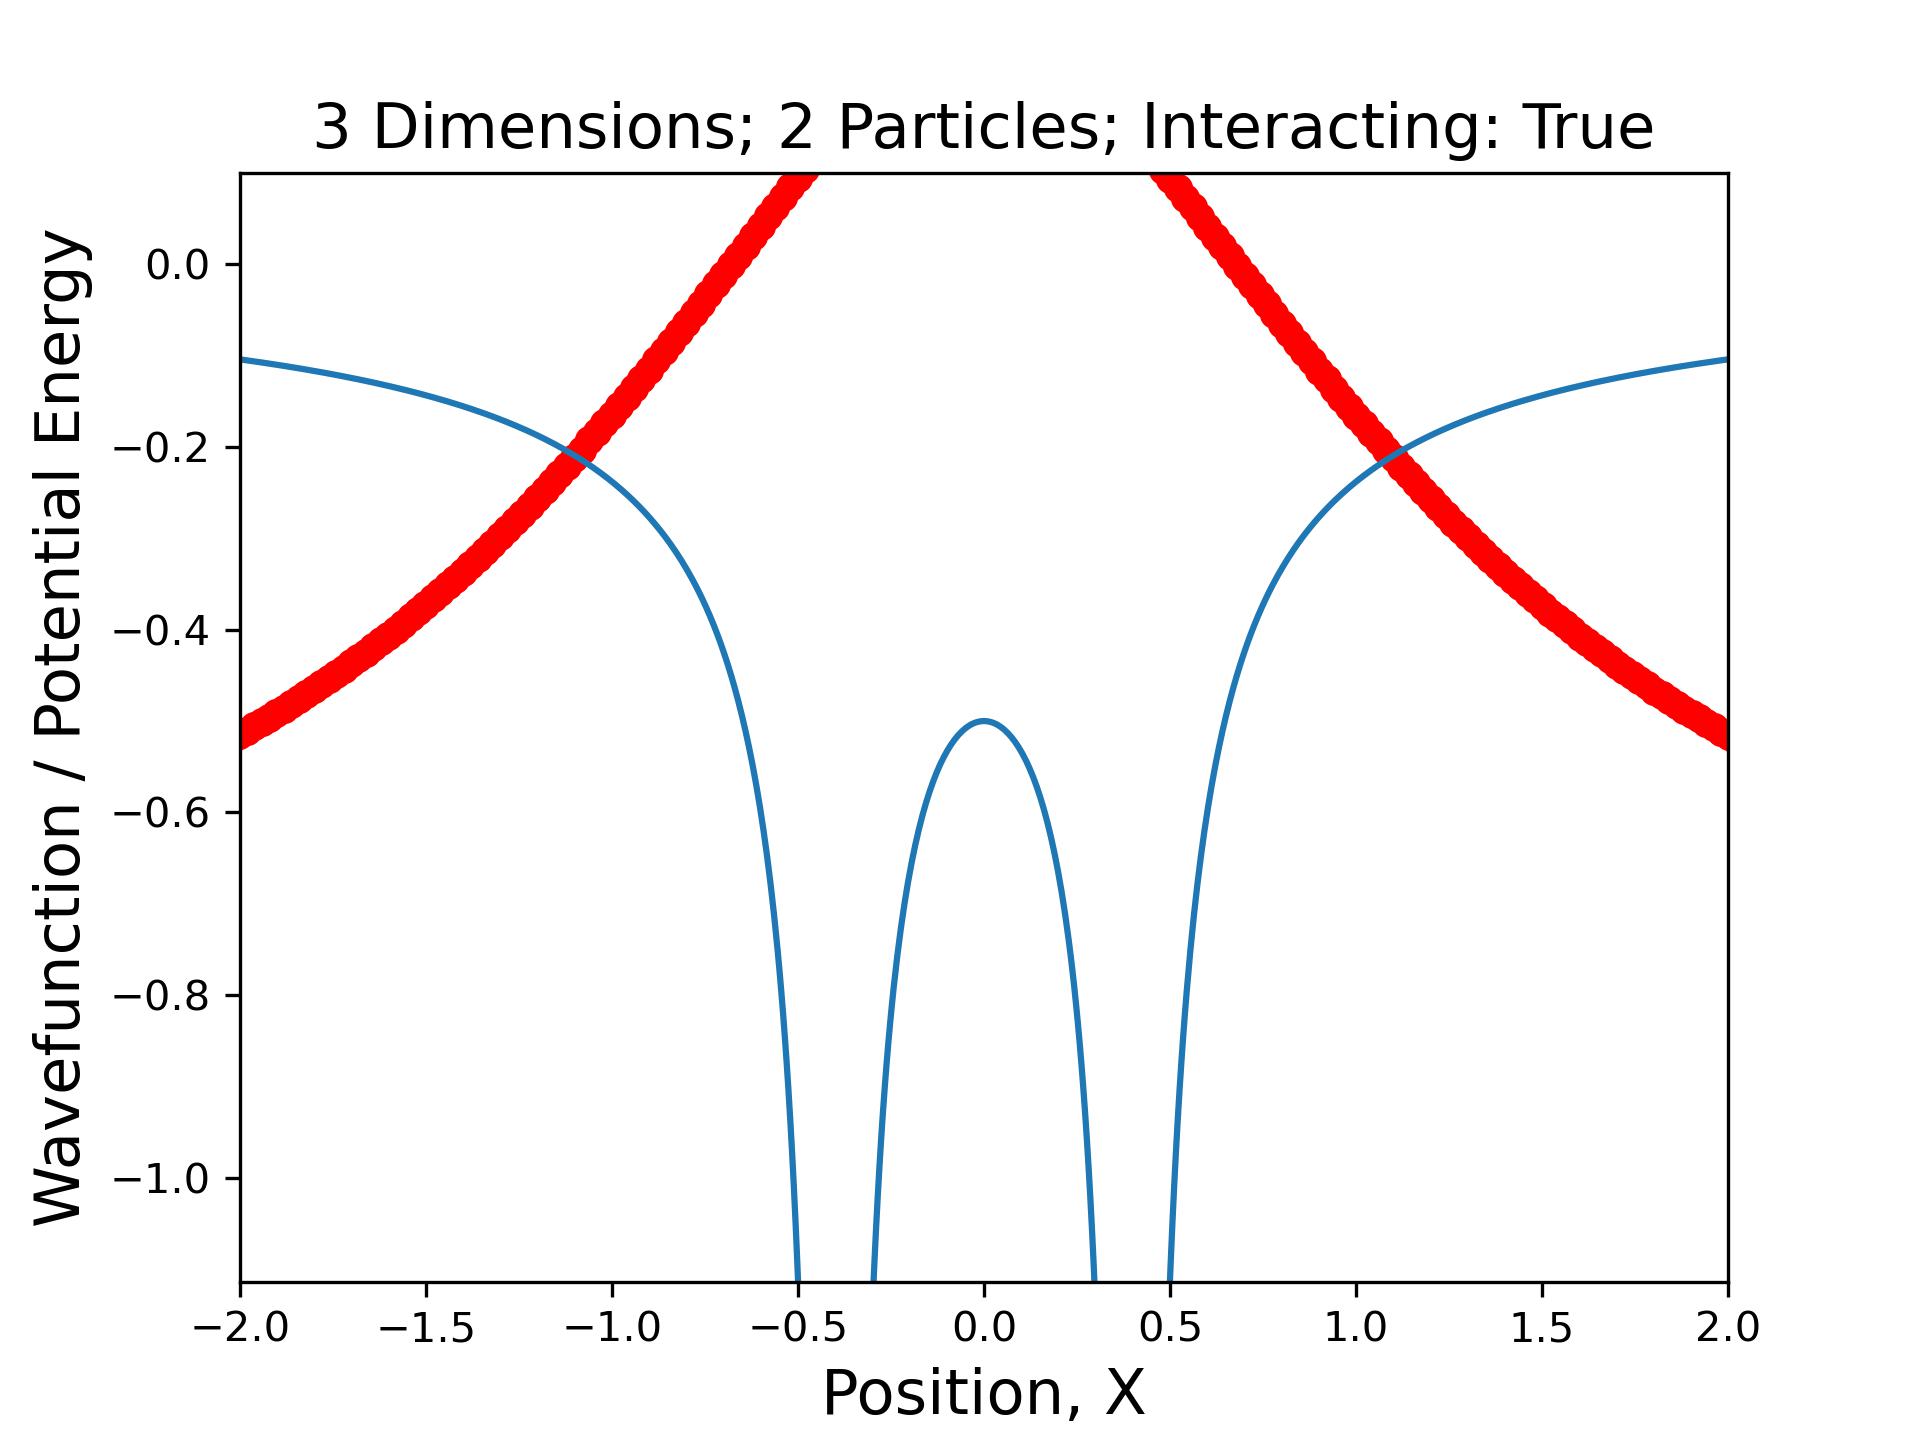 3 Dimensions; 2 Particles; Interacting: True
Wavefunction / Potential Energy
0.0
−0.2
−0.4
−0.6
−0.8
−1.0
−2.0 −1.5 −1.0 −0.5 0.0 0.5 1.0 1.5 2.0
Position, X